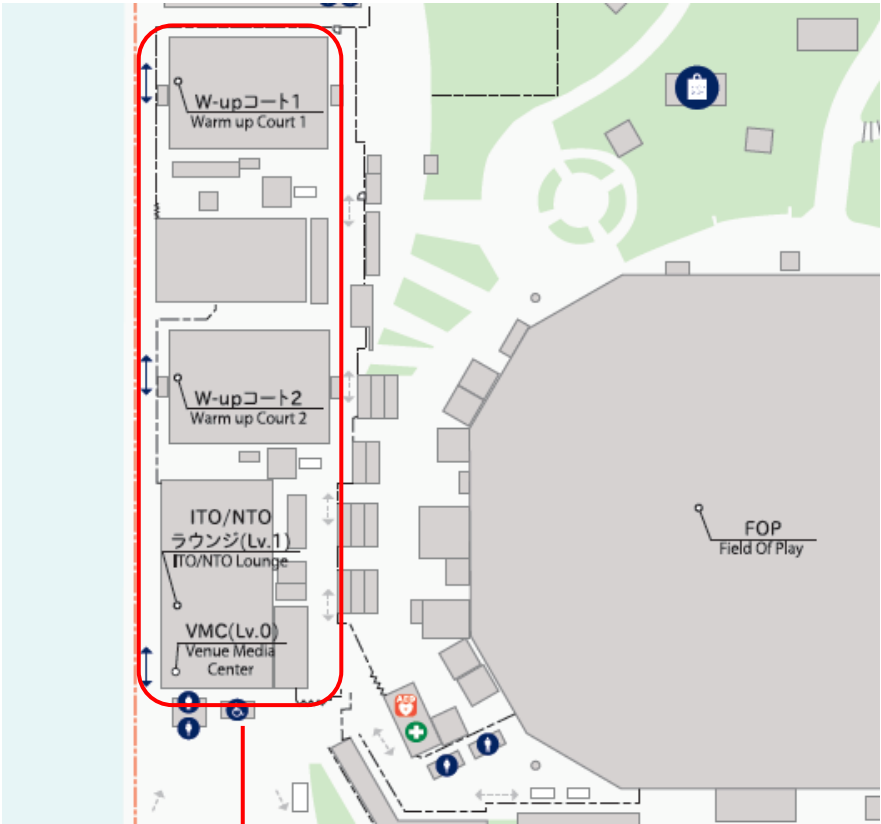 W-upコート1
Warm up Court 1
W-upコート2
Warm up Court 2
ITO/NTO
ラウンジ(Lv.1)
ITO/NTO Lounge
VMC(Lv.0)
Venue Media
Center
FOP
Field Of Play
AED